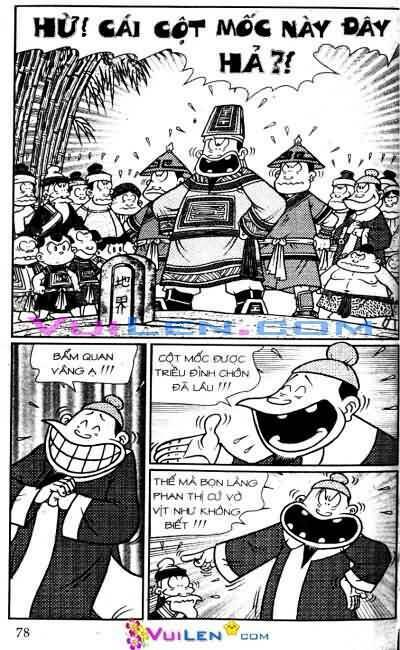 HỬ! CÁI CỘT MỐC NÀY ĐÂY
HẢ?!
地界
VUILEN.COM
BẨM QUAN
VÂNG Ạ !!!
CỘT MỐC ĐƯỢC
TRIỀU ĐÌNH CHÔN
ĐÃ LÂU !!!
THẾ MÀ BỌN LÀNG
PHAN THỊ CỨ VỜ
VỊT NHƯ KHÔNG
BIẾT !!!
78
VUILEN.COM